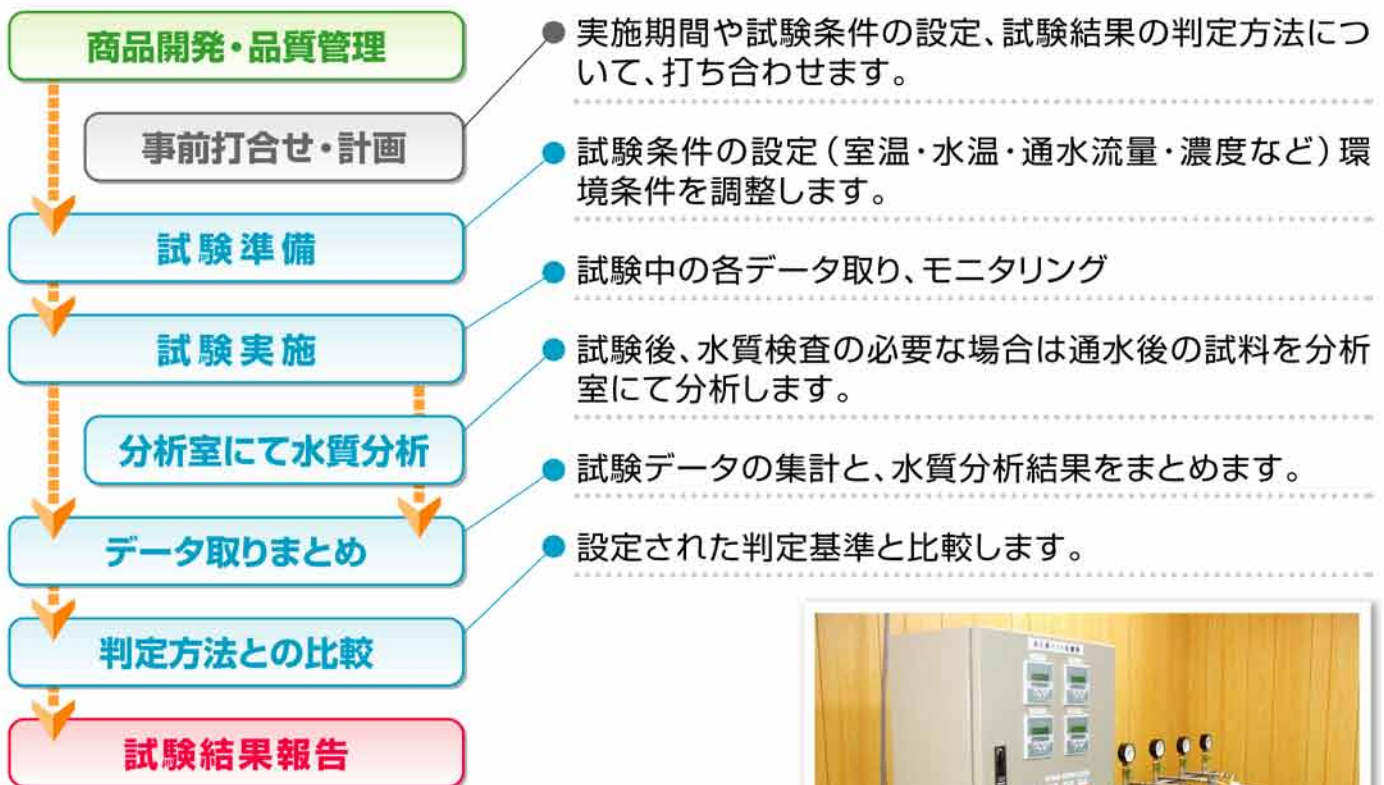 商品開発・品質管理
事前打合せ・計画
●実施期間や試験条件の設定、試験結果の判定方法につ
いて、打ち合わせます。
試験準備
●試験条件の設定(室温・水温・通水流量・濃度など)環
境条件を調整します。
試験実施
●試験中の各データ取り、モニタリング
分析室にて水質分析
●試験後、水質検査の必要な場合は通水後の試料を分析
室にて分析します。
データ取りまとめ
●試験データの集計と、水質分析結果をまとめます。
判定方法との比較
●設定された判定基準と比較します。
試験結果報告